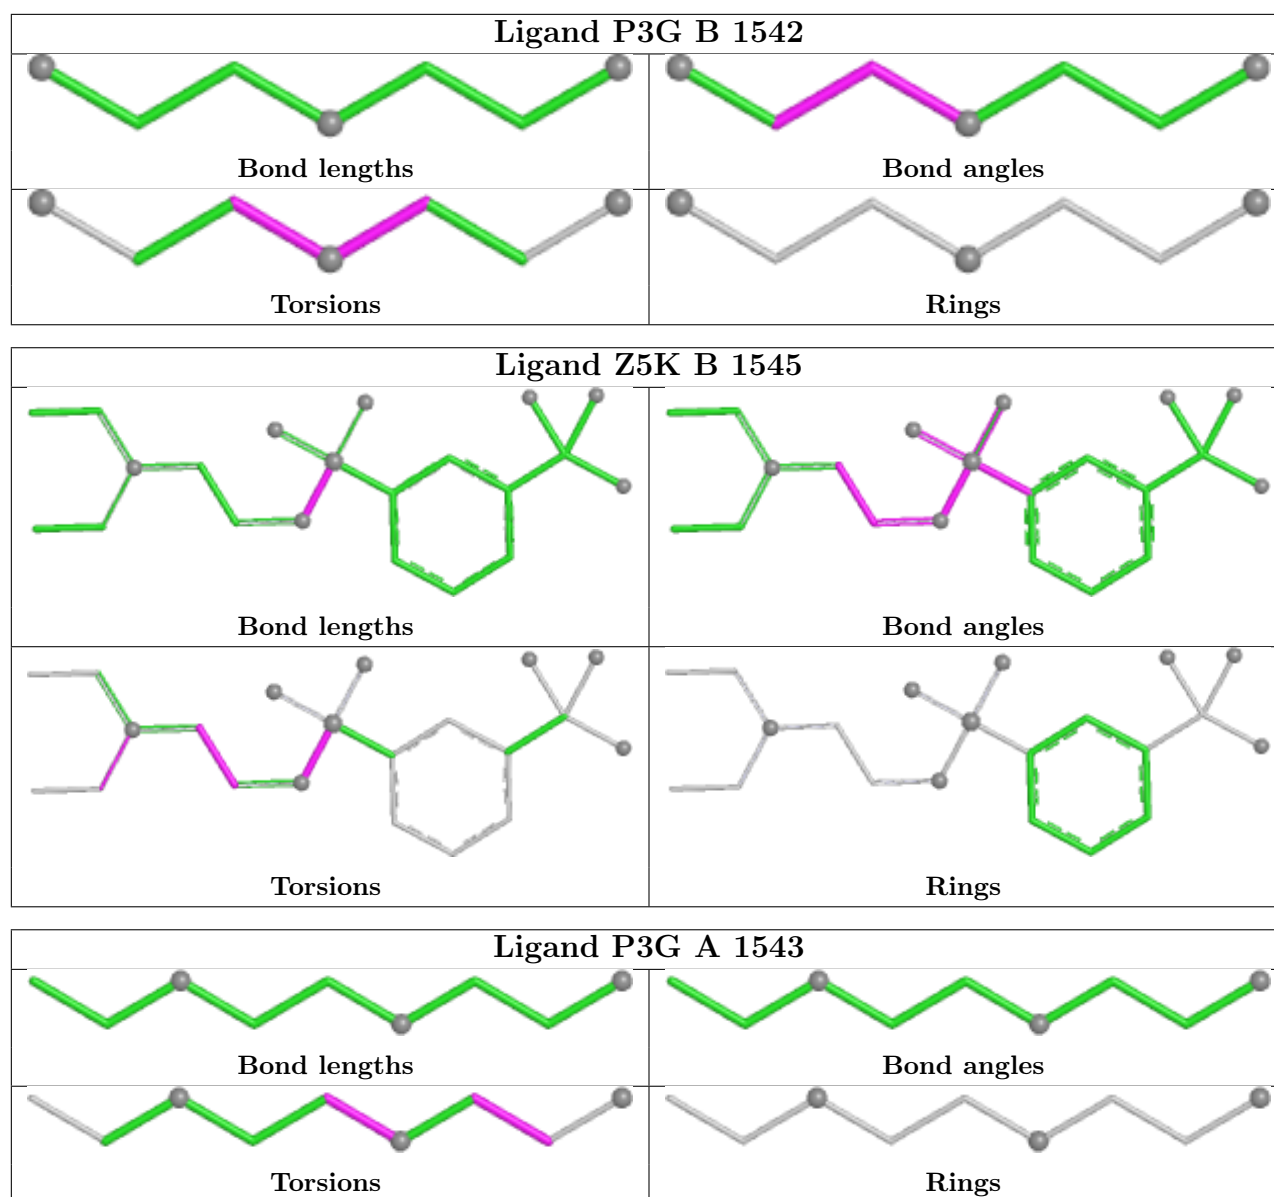 Ligand P3G B 1542
Bond lengths
Bond angles
Torsions
Rings
Ligand Z5K B 1545
Bond lengths
Bond angles
Torsions
Rings
Ligand P3G A 1543
Bond lengths
Bond angles
Torsions
Rings